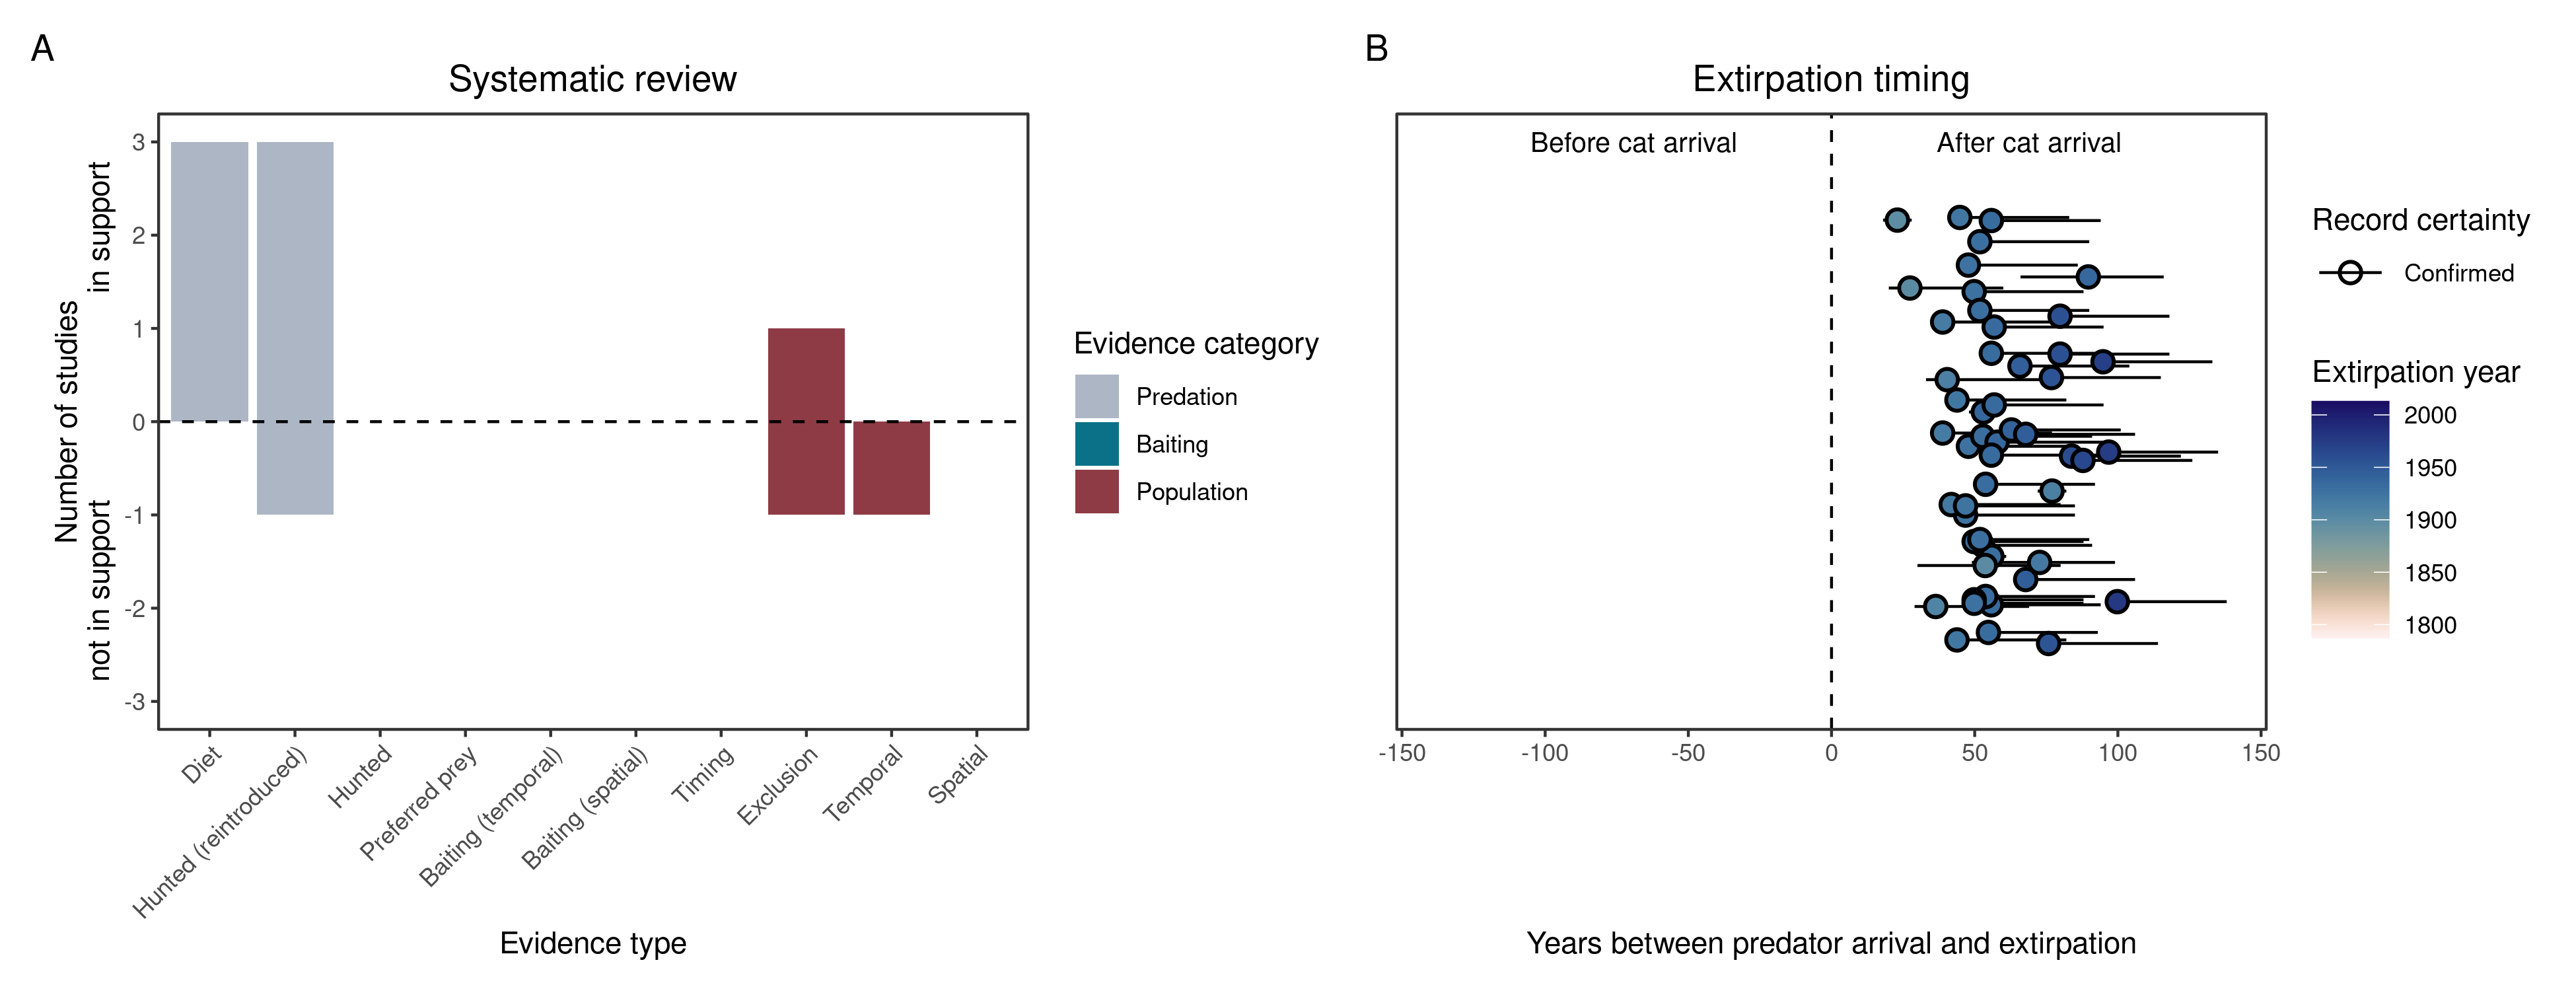 A
Systematic review
Number of studies
in support
not in support
3
2
1
0
-1
-2
-3
Diet
Hunted (reintroduced)
Hunted
Preferred prey
Baiting (temporal)
Baiting (spatial)
Timing
Exclusion
Temporal
Spatial
Evidence type
Evidence category
Predation
Baiting
Population
B
Extirpation timing
Before cat arrival
After cat arrival
-150
-100
-50
0
50
100
150
Years between predator arrival and extirpation
Record certainty
Confirmed
Extirpation year
2000
1950
1900
1850
1800